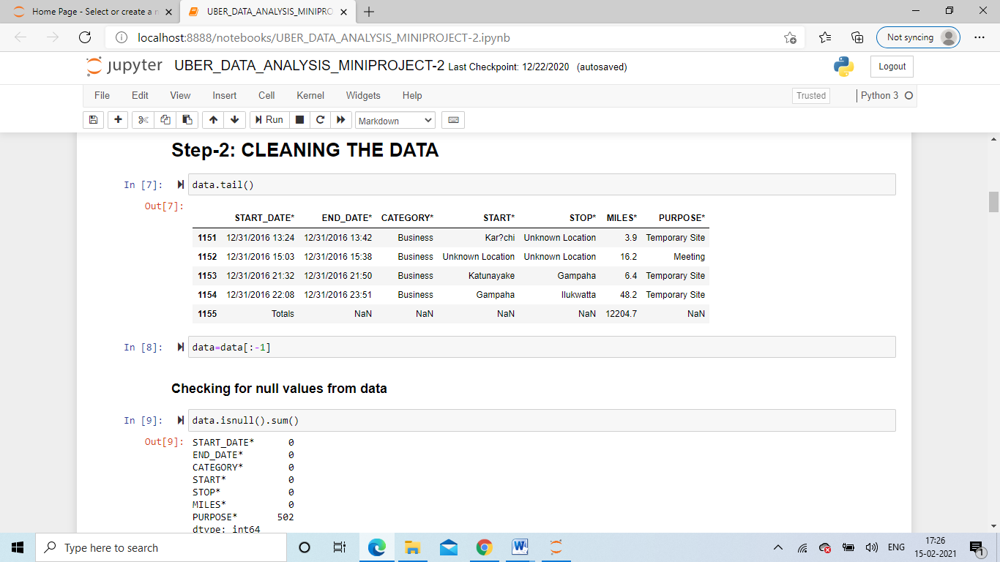 Home Page - Select or create a n
UBER_DATA_ANALYSIS_MINIPRO
localhost:8888/notebooks/UBER_DATA_ANALYSIS_MINIPROJECT-2.ipynb
Not syncing
jupyter UBER_DATA_ANALYSIS_MINIPROJECT-2 Last Checkpoint: 12/22/2020 (autosaved)
Logout
File Edit View Insert Cell Kernel Widgets Help
Trusted
Python 3
Run
Markdown
Step-2: CLEANING THE DATA
In [7]: data.tail()
Out[7]:
START_DATE* END_DATE* CATEGORY* START* STOP* MILES* PURPOSE*
1151 12/31/2016 13:24 12/31/2016 13:42 Business Kar?chi Unknown Location 3.9 Temporary Site
1152 12/31/2016 15:03 12/31/2016 15:38 Business Unknown Location Unknown Location 16.2 Meeting
1153 12/31/2016 21:32 12/31/2016 21:50 Business Katunayake Gampaha 6.4 Temporary Site
1154 12/31/2016 22:08 12/31/2016 23:51 Business Gampaha Ilukwatta 48.2 Temporary Site
1155 Totals NaN NaN NaN NaN 12204.7 NaN
In [8]: data=data[:-1]
Checking for null values from data
In [9]: data.isnull().sum()
Out[9]: START_DATE* 0
END_DATE* 0
CATEGORY* 0
START* 0
STOP* 0
MILES* 0
PURPOSE* 502
dtype: int64
Type here to search
ENG
17:26
15-02-2021
1